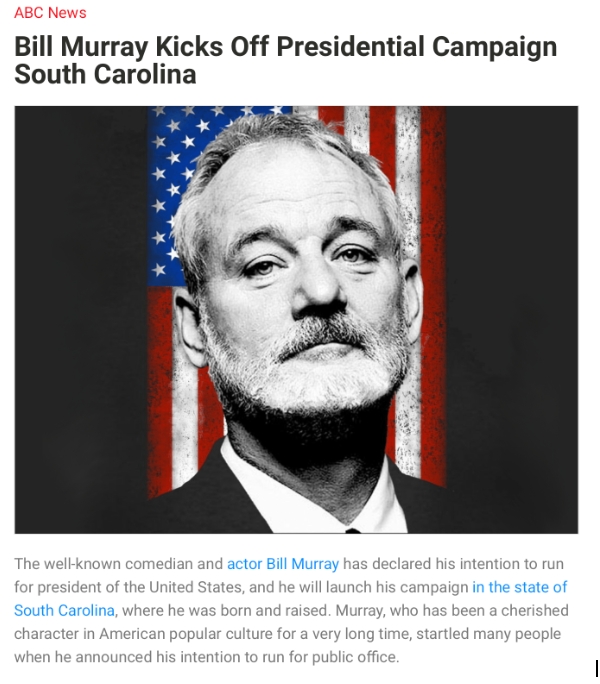 ABC News
Bill Murray Kicks Off Presidential Campaign
South Carolina
The well-known comedian and actor Bill Murray has declared his intention to run
for president of the United States, and he will launch his campaign in the state of
South Carolina, where he was born and raised. Murray, who has been a cherished
character in American popular culture for a very long time, startled many people
when he announced his intention to run for public office.